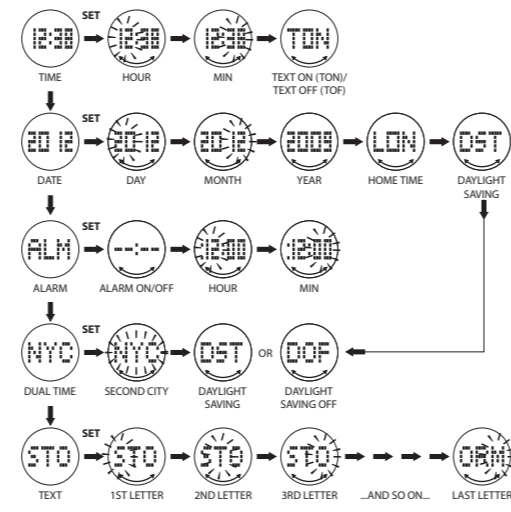 SET
12:38 12:38 12:38 TON
TIME HOUR MIN TEXT ON (TON)/
TEXT OFF (TOF)
SET
20 12 20 12 20 12 2009 LDN DST
DATE DAY MONTH YEAR HOME TIME DAYLIGHT
SAVING
SET
ALM --:-- 12:00 12:00
ALARM ALARM ON/OFF HOUR MIN
SET
NYC NYC DST OR DOF
DUAL TIME SECOND CITY DAYLIGHT
SAVING DAYLIGHT
SAVING OFF
SET
STO STO STO STO ORM
TEXT 1ST LETTER 2ND LETTER 3RD LETTER ...AND SO ON... LAST LETTER